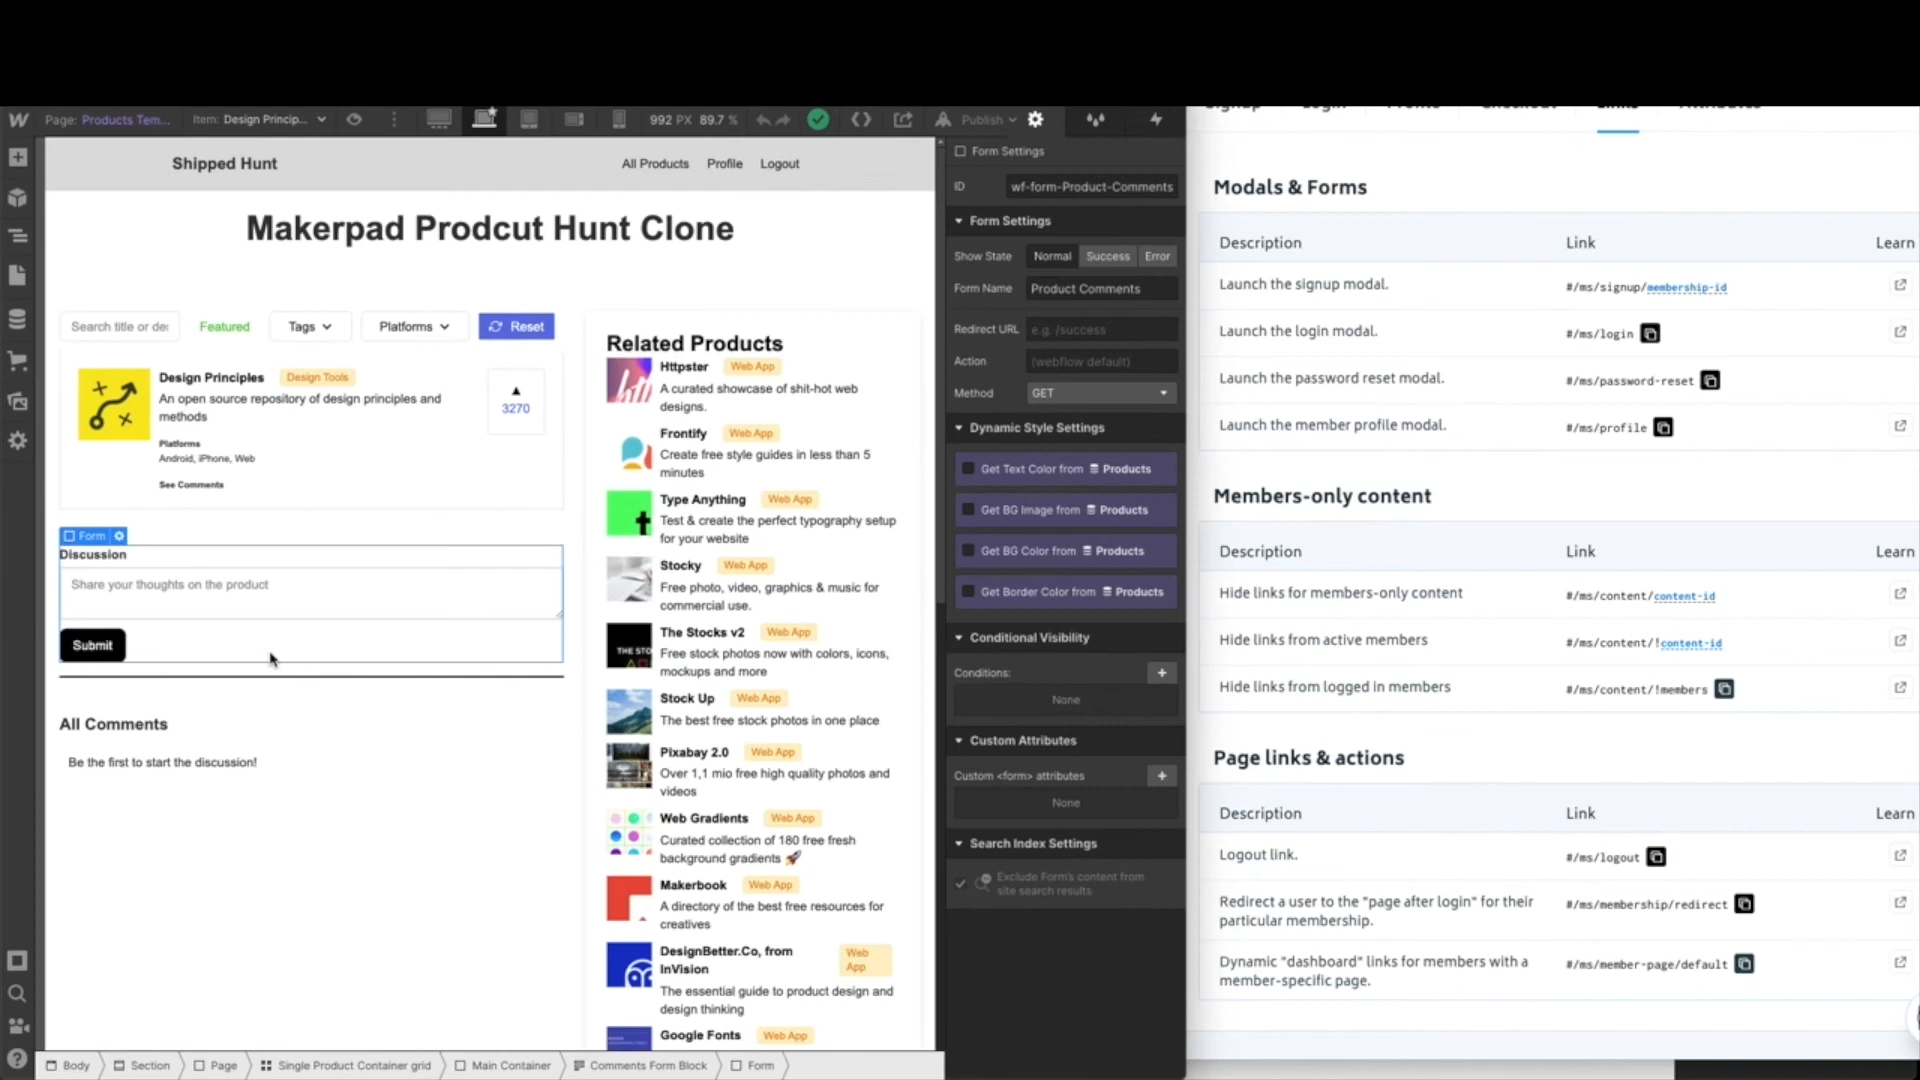 Page: Products Tem...
Item: Design Princip...
992 PX 89.7 %
Publish
Shipped Hunt
All Products
Profile
Logout
Makerpad Prodcut Hunt Clone
Search title or de
Featured
Tags
Platforms
Reset
Design Principles
Design Tools
An open source repository of design principles and
methods
3270
Platforms
Android, iPhone, Web
See Comments
Form
Discussion
Share your thoughts on the product
Submit
All Comments
Be the first to start the discussion!
Related Products
Httpster
Web App
A curated showcase of shit-hot web
designs.
Frontify
Web App
Create free style guides in less than 5
minutes
Type Anything
Web App
Test & create the perfect typography setup
for your website
Stocky
Web App
Free photo, video, graphics & music for
commercial use.
THE STO
The Stocks v2
Web App
Free stock photos now with colors, icons,
mockups and more
Stock Up
Web App
The best free stock photos in one place
Pixabay 2.0
Web App
Over 1,1 mio free high quality photos and
videos
Web Gradients
Web App
Curated collection of 180 free fresh
background gradients 🚀
Makerbook
Web App
A directory of the best free resources for
creatives
DesignBetter.Co, from
InVision
Web
App
The essential guide to product design and
design thinking
Google Fonts
Web App
Body
Section
Page
Single Product Container grid
Main Container
Comments Form Block
Form
Form Settings
ID
wf-form-Product-Comments
Form Settings
Show State
Normal
Success
Error
Form Name
Product Comments
Redirect URL
e.g. /success
Action
(webflow default)
Method
GET
Dynamic Style Settings
Get Text Color from Products
Get BG Image from Products
Get BG Color from Products
Get Border Color from Products
Conditional Visibility
Conditions:
None
Custom Attributes
Custom <form> attributes
None
Search Index Settings
Exclude Form's content from
site search results
Modals & Forms
Description
Link
Learn
Launch the signup modal.
#/ms/signup/membership-id
Launch the login modal.
#/ms/login
Launch the password reset modal.
#/ms/password-reset
Launch the member profile modal.
#/ms/profile
Members-only content
Description
Link
Learn
Hide links for members-only content
#/ms/content/content-id
Hide links from active members
#/ms/content/!content-id
Hide links from logged in members
#/ms/content/!members
Page links & actions
Description
Link
Learn
Logout link.
#/ms/logout
Redirect a user to the "page after login" for their
particular membership.
#/ms/membership/redirect
Dynamic "dashboard" links for members with a
member-specific page.
#/ms/member-page/default